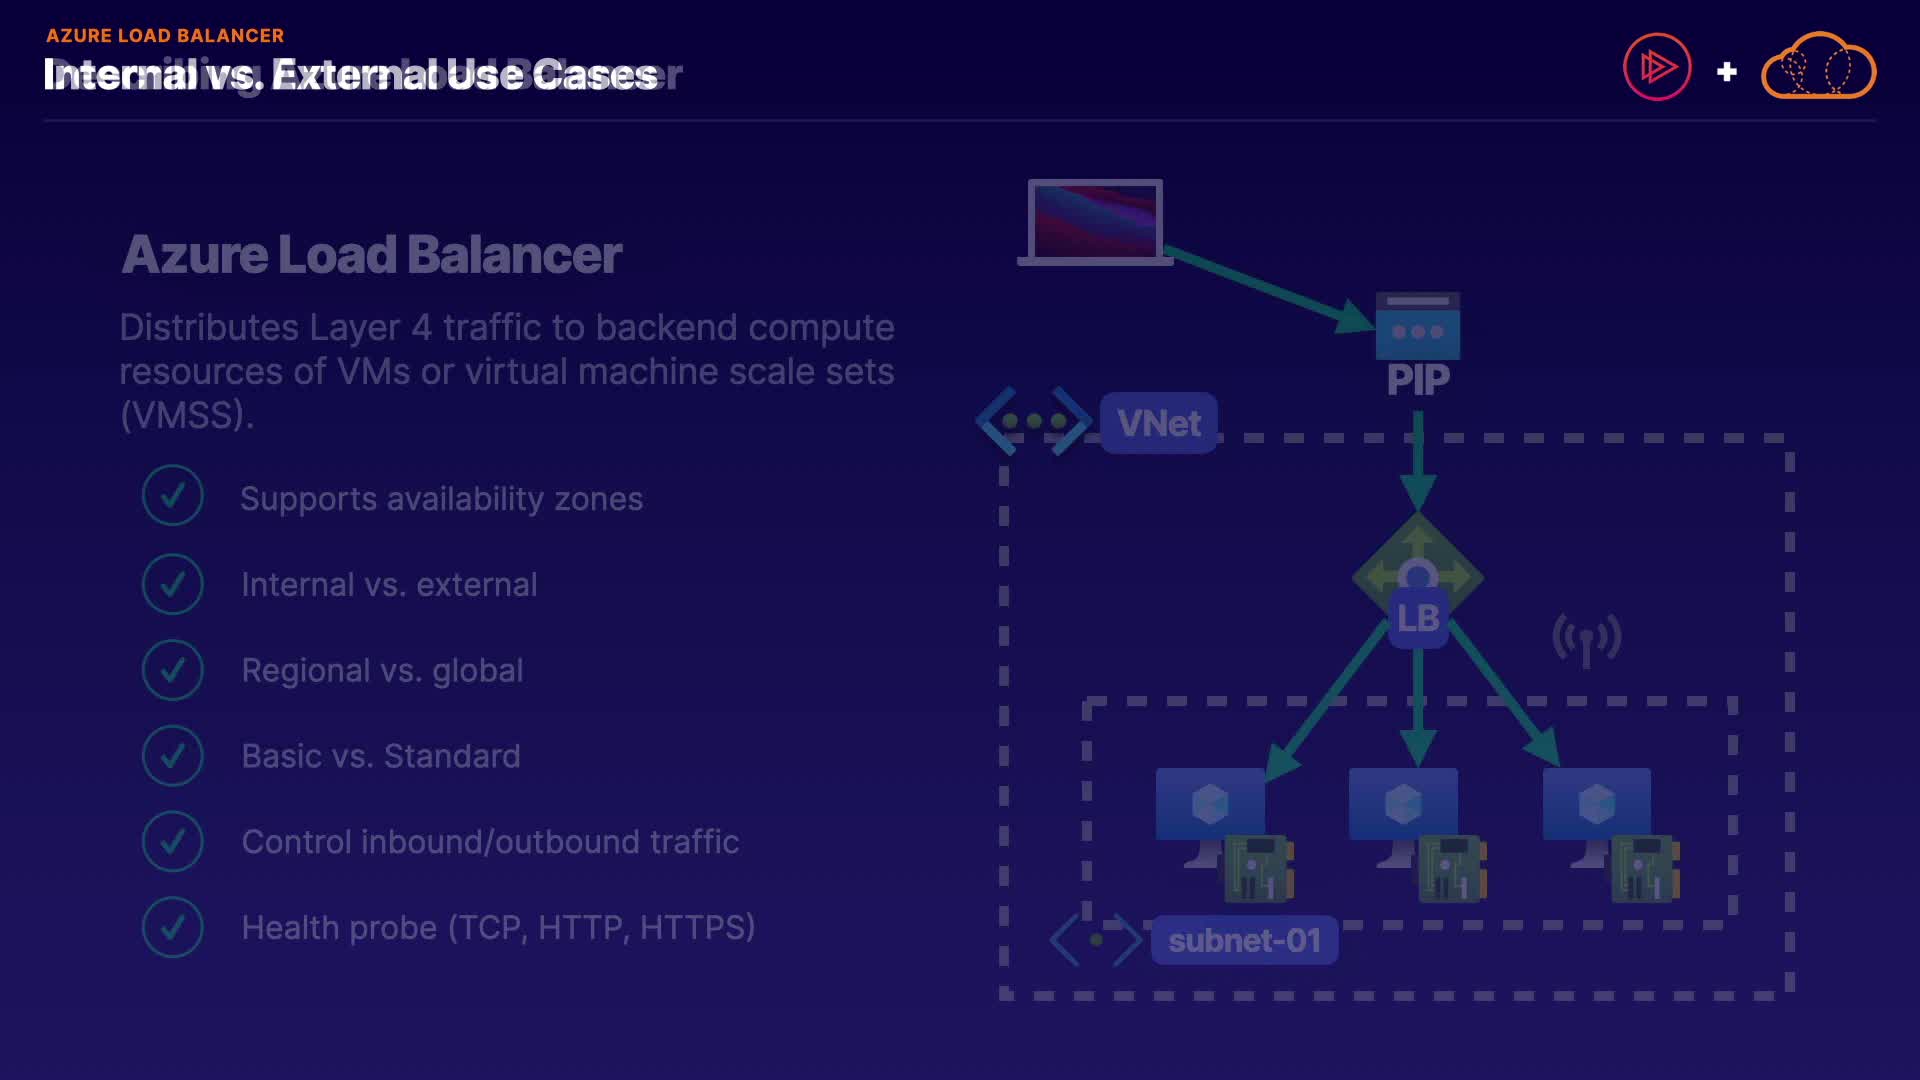 AZURE LOAD BALANCER
Internal vs. External Use Cases
Azure Load Balancer
Distributes Layer 4 traffic to backend compute
resources of VMs or virtual machine scale sets
(VMSS).
Supports availability zones
Internal vs. external
Regional vs. global
Basic vs. Standard
Control inbound/outbound traffic
Health probe (TCP, HTTP, HTTPS)
PIP
VNet
LB
subnet-01